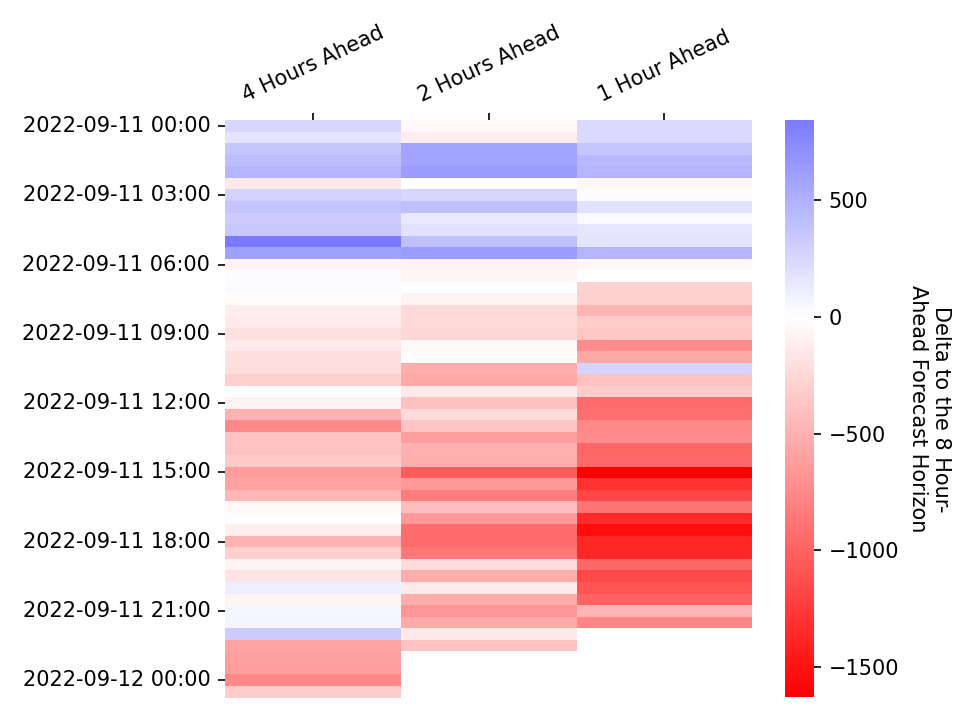 4 Hours Ahead
2 Hours Ahead
1 Hour Ahead
2022-09-11 00:00
2022-09-11 03:00
2022-09-11 06:00
2022-09-11 09:00
2022-09-11 12:00
2022-09-11 15:00
2022-09-11 18:00
2022-09-11 21:00
2022-09-12 00:00
500
0
−500
−1000
−1500
Delta to the 8 Hour-
Ahead Forecast Horizon